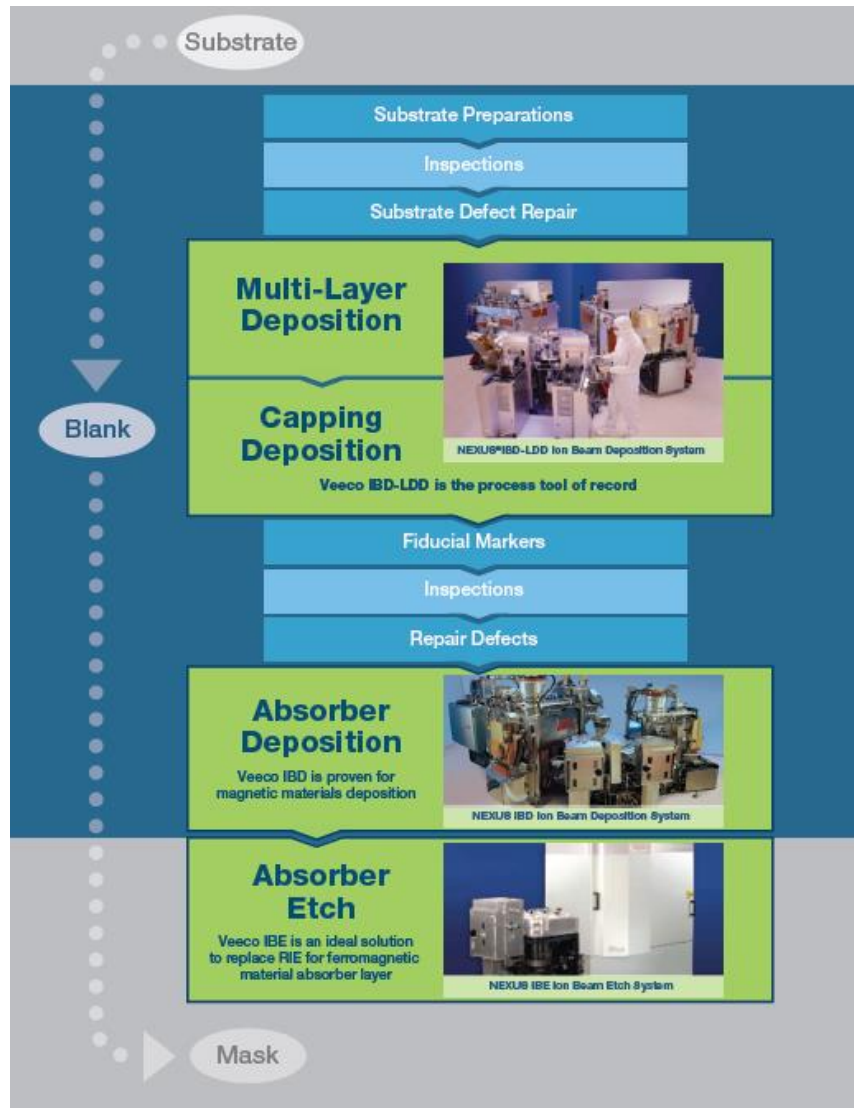 Substrate
Substrate Preparations
Inspections
Substrate Defect Repair
Multi-Layer
Deposition
Capping
Deposition
NEXUS®IBD-LDD Ion Beam Deposition System
Veeco IBD-LDD is the process tool of record
Blank
Fiducial Markers
Inspections
Repair Defects
Absorber
Deposition
Veeco IBD is proven for
magnetic materials deposition
NEXUS IBD Ion Beam Deposition System
Absorber
Etch
Veeco IBE is an ideal solution
to replace RIE for ferromagnetic
material absorber layer
NEXUS IBE Ion Beam Etch System
Mask